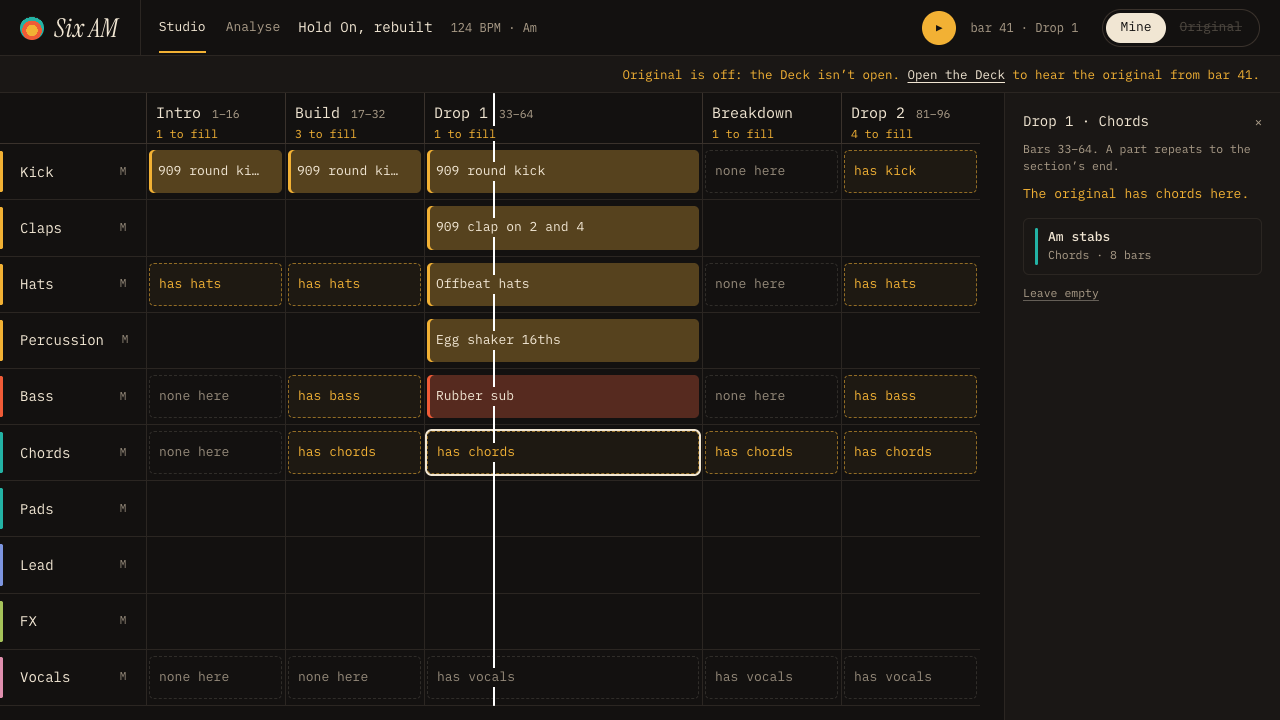 Six AM
Studio Analyse Hold On, rebuilt 124 BPM · Am
▶ bar 41 · Drop 1 Mine Original
Original is off: the Deck isn’t open. Open the Deck to hear the original from bar 41.
Intro 1–16 Build 17–32 Drop 1 33–64 Breakdown Drop 2 81–96
1 to fill 3 to fill 1 to fill 1 to fill 4 to fill
Kick M 909 round ki… 909 round ki… 909 round kick none here has kick
Claps M 909 clap on 2 and 4
Hats M has hats has hats Offbeat hats none here has hats
Percussion M Egg shaker 16ths
Bass M none here has bass Rubber sub none here has bass
Chords M none here has chords has chords has chords has chords
Pads M
Lead M
FX M
Vocals M none here none here has vocals has vocals has vocals
Drop 1 · Chords ×
Bars 33–64. A part repeats to the
section’s end.
The original has chords here.
Am stabs
Chords · 8 bars
Leave empty